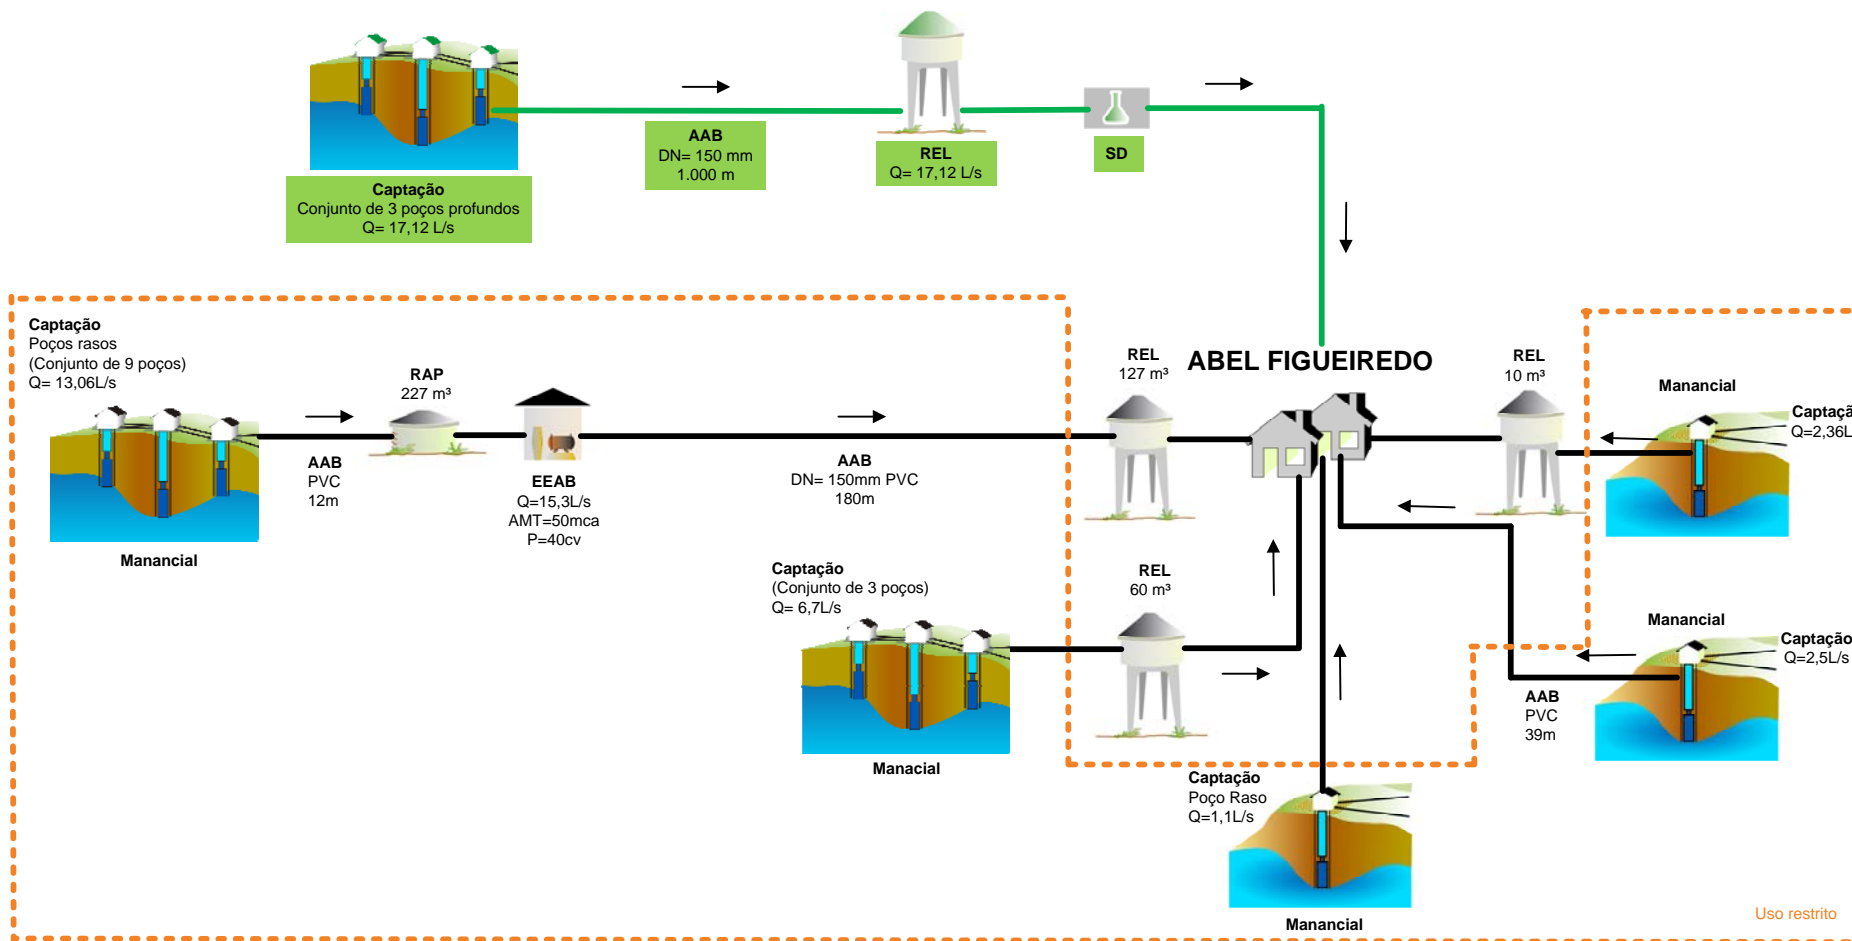 AAB
DN= 150 mm
1.000 m
REL
Q= 17,12 L/s
SD
Captação
Conjunto de 3 poços profundos
Q= 17,12 L/s
Captação
Poços rasos
(Conjunto de 9 poços)
Q= 13,06L/s
Manancial
AAB
PVC
12m
RAP
227 m³
EEAB
Q=15,3L/s
AMT=50mca
P=40cv
AAB
DN= 150mm PVC
180m
REL
127 m³
ABEL FIGUEIREDO
REL
10 m³
Manancial
Captação
Q=2,36L
Captação
(Conjunto de 3 poços)
Q= 6,7L/s
Manacial
REL
60 m³
Manancial
Captação
Q=2,5L/s
AAB
PVC
39m
Captação
Poço Raso
Q=1,1L/s
Manancial
Uso restrito